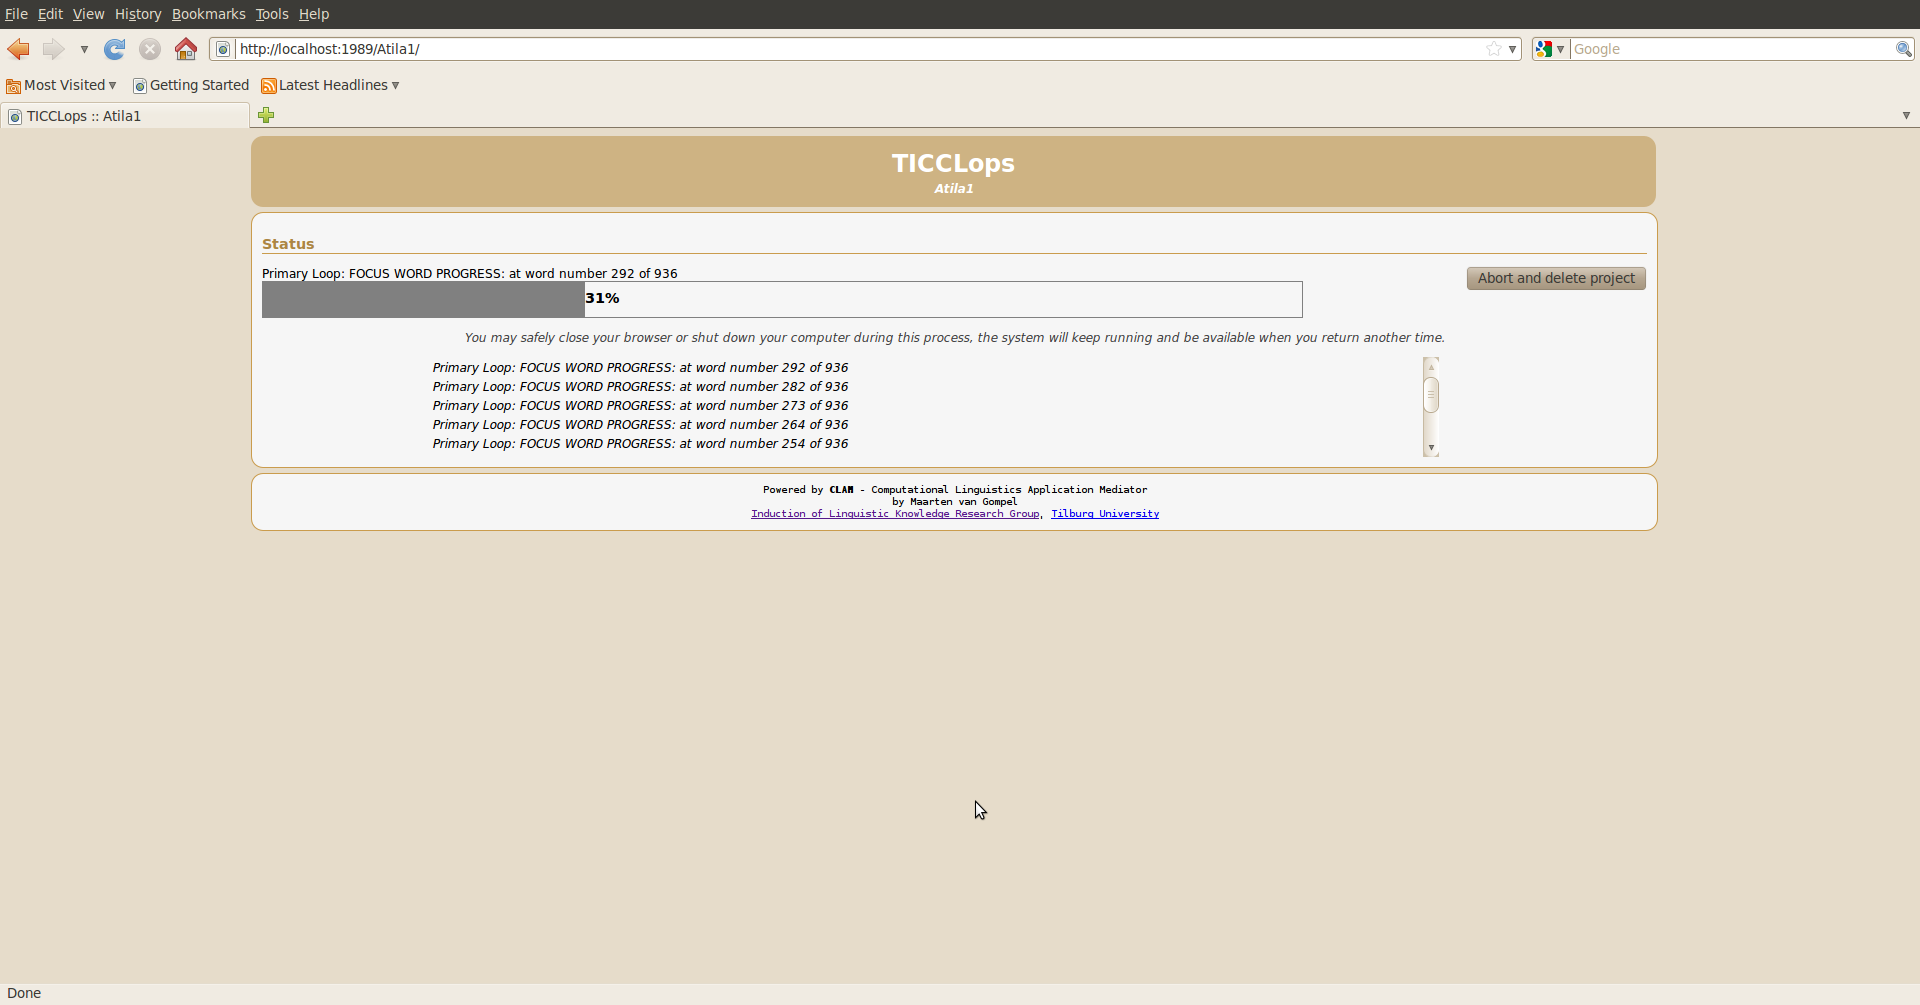 File Edit View History Bookmarks Tools Help
http://localhost:1989/Atila1/
Google
Most Visited Getting Started Latest Headlines
TICCLops :: Atila1
TICCLops
Atila1
Status
Primary Loop: FOCUS WORD PROGRESS: at word number 292 of 936
Abort and delete project
31%
You may safely close your browser or shut down your computer during this process, the system will keep running and be available when you return another time.
Primary Loop: FOCUS WORD PROGRESS: at word number 292 of 936
Primary Loop: FOCUS WORD PROGRESS: at word number 282 of 936
Primary Loop: FOCUS WORD PROGRESS: at word number 273 of 936
Primary Loop: FOCUS WORD PROGRESS: at word number 264 of 936
Primary Loop: FOCUS WORD PROGRESS: at word number 254 of 936
Powered by CLAM - Computational Linguistics Application Mediator
by Maarten van Gompel
Induction of Linguistic Knowledge Research Group, Tilburg University
Done